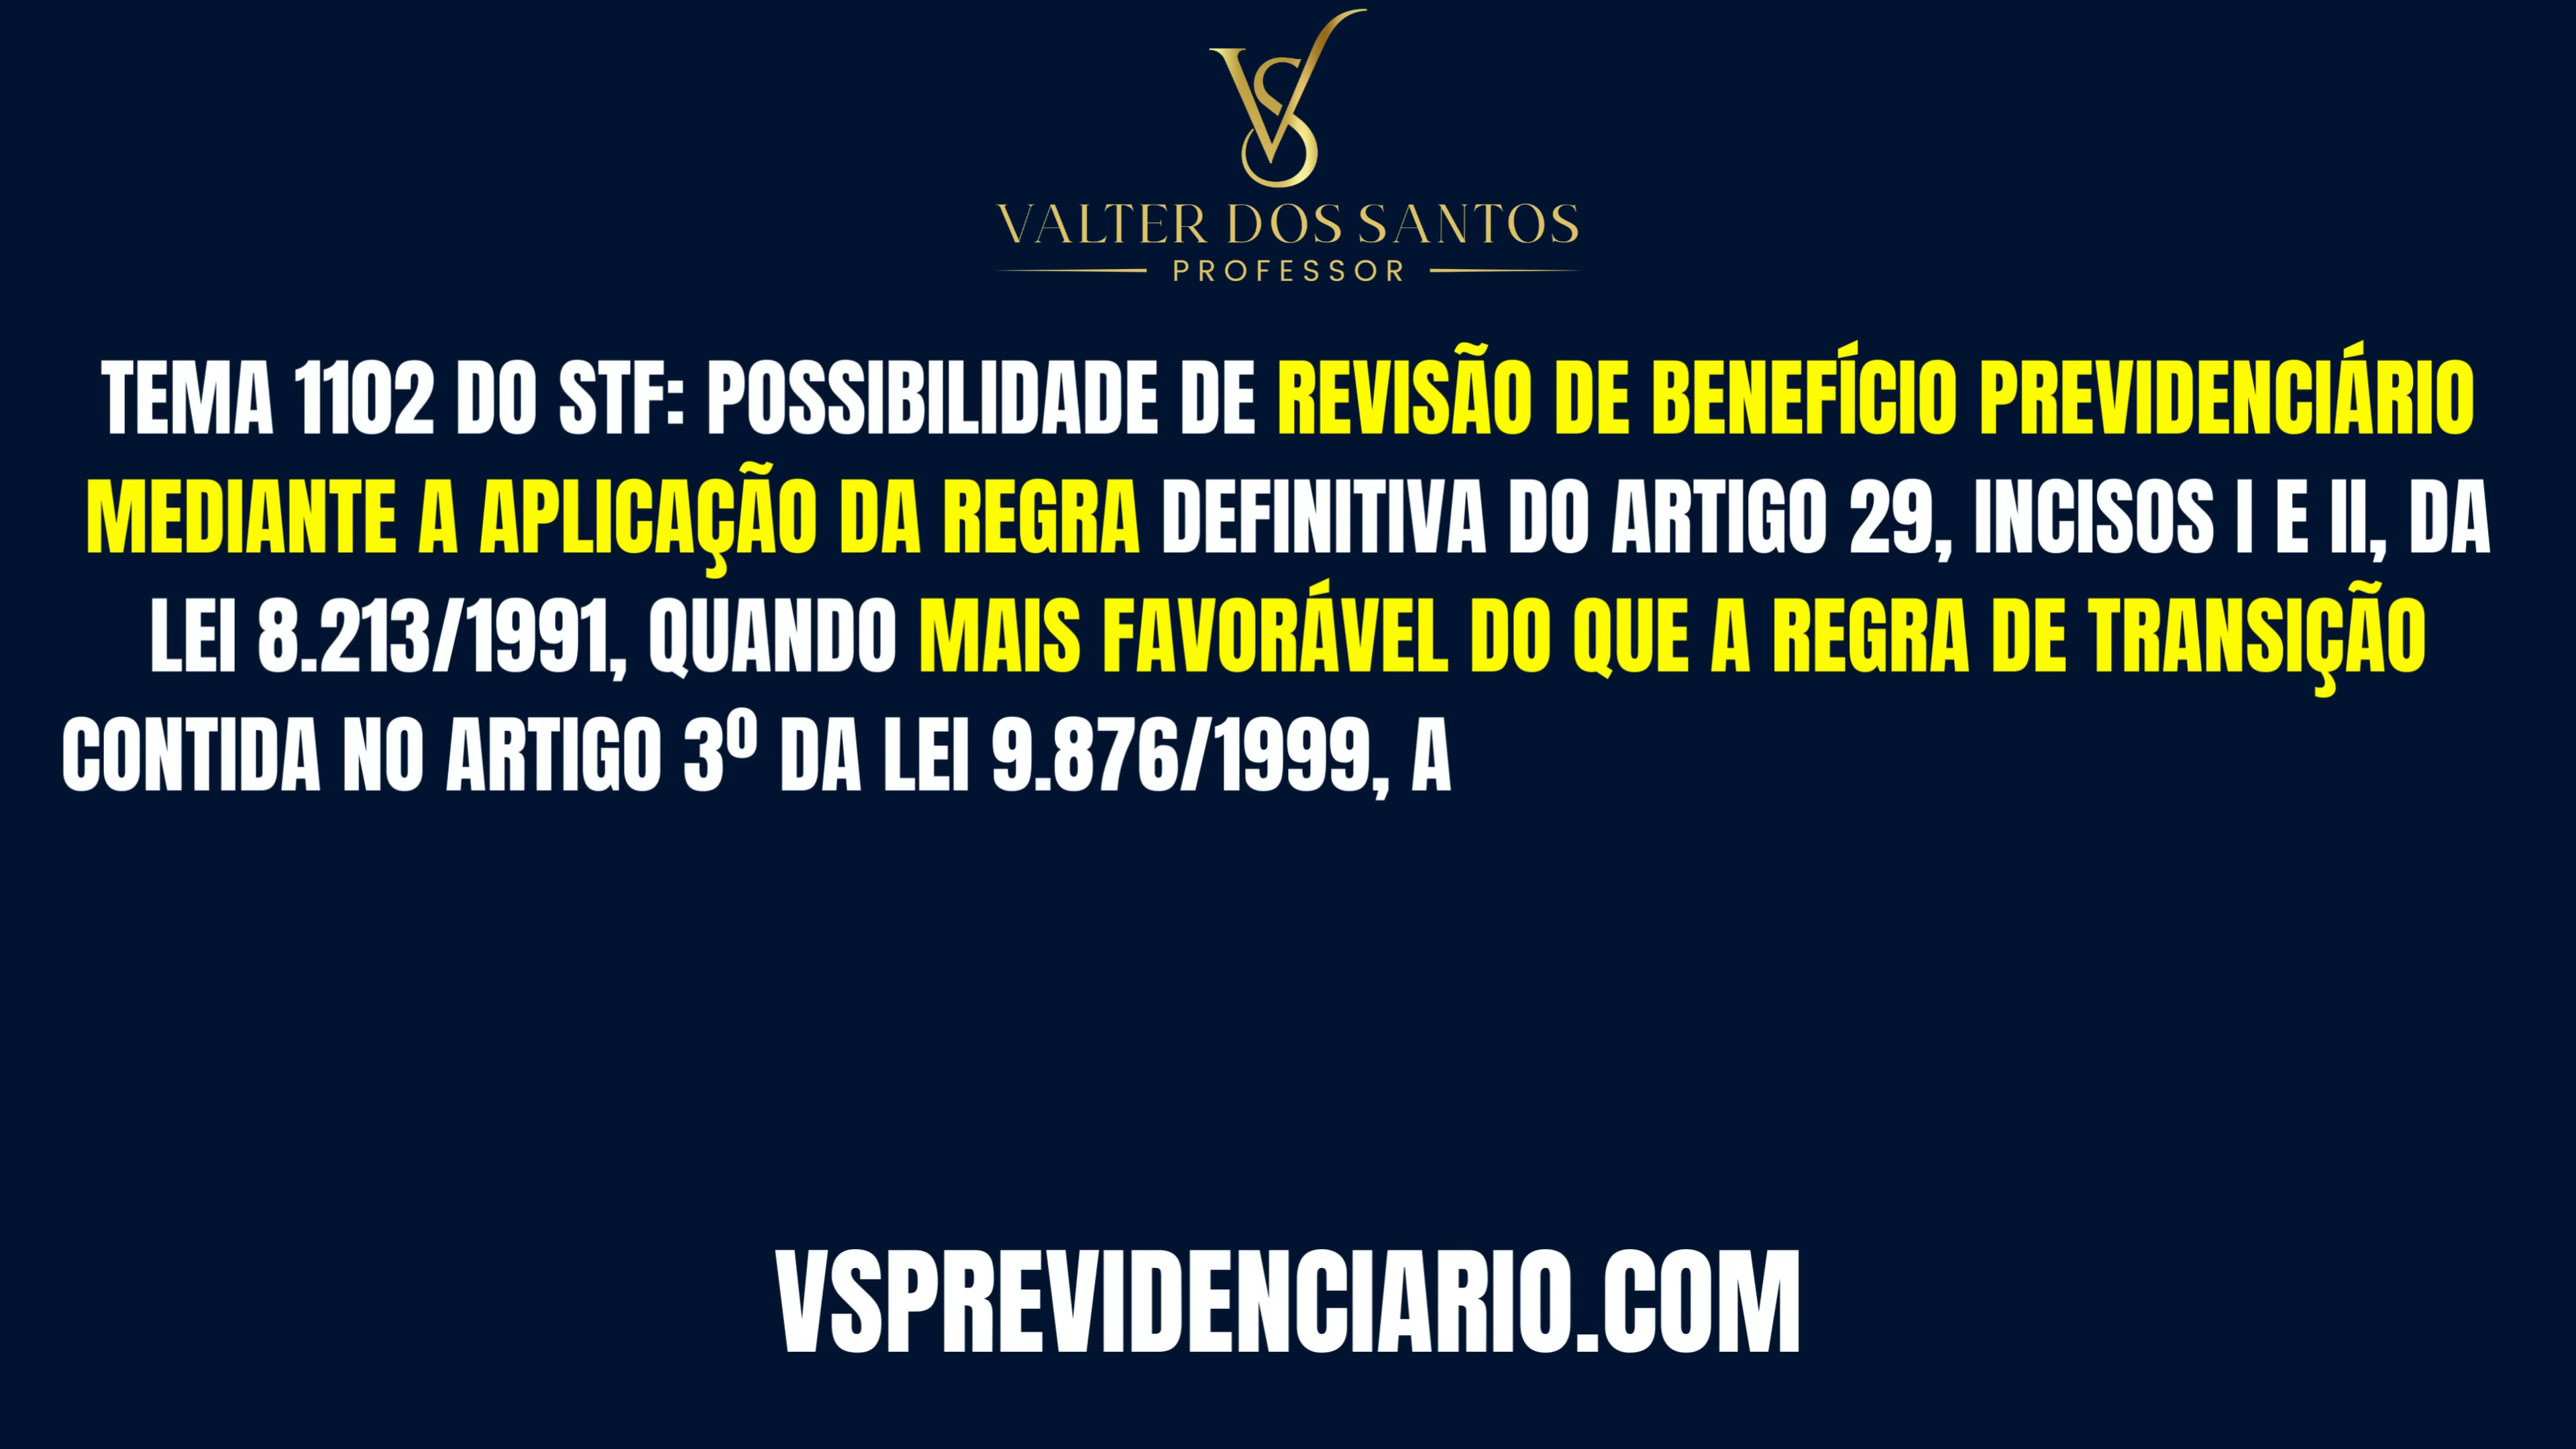 VS
VALTER DOS SANTOS
PROFESSOR
TEMA 1102 DO STF: POSSIBILIDADE DE REVISÃO DE BENEFÍCIO PREVIDENCIÁRIO
MEDIANTE A APLICAÇÃO DA REGRA DEFINITIVA DO ARTIGO 29, INCISOS I E II, DA
LEI 8.213/1991, QUANDO MAIS FAVORÁVEL DO QUE A REGRA DE TRANSIÇÃO
CONTIDA NO ARTIGO 3º DA LEI 9.876/1999, A
VSPREVIDENCIARIO.COM